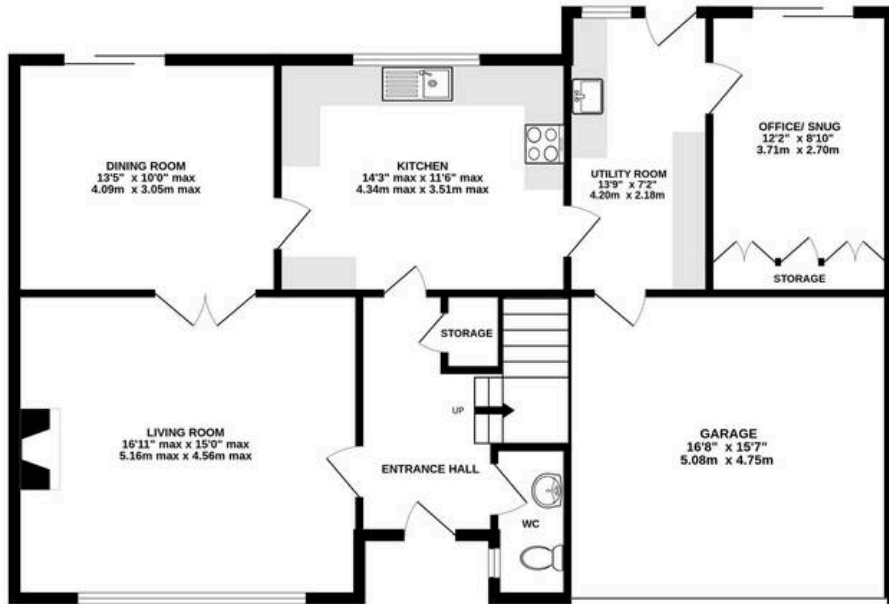 DINING ROOM
13'5" x 10'0" max
4.09m x 3.05m max
KITCHEN
14'3" max x 11'6" max
4.34m max x 3.51m max
UTILITY ROOM
13'9" x 7'2"
4.20m x 2.18m
OFFICE/ SNUG
12'2" x 8'10"
3.71m x 2.70m
STORAGE
STORAGE
UP
LIVING ROOM
16'11" max x 15'0" max
5.16m max x 4.56m max
ENTRANCE HALL
WC
GARAGE
16'8" x 15'7"
5.08m x 4.75m